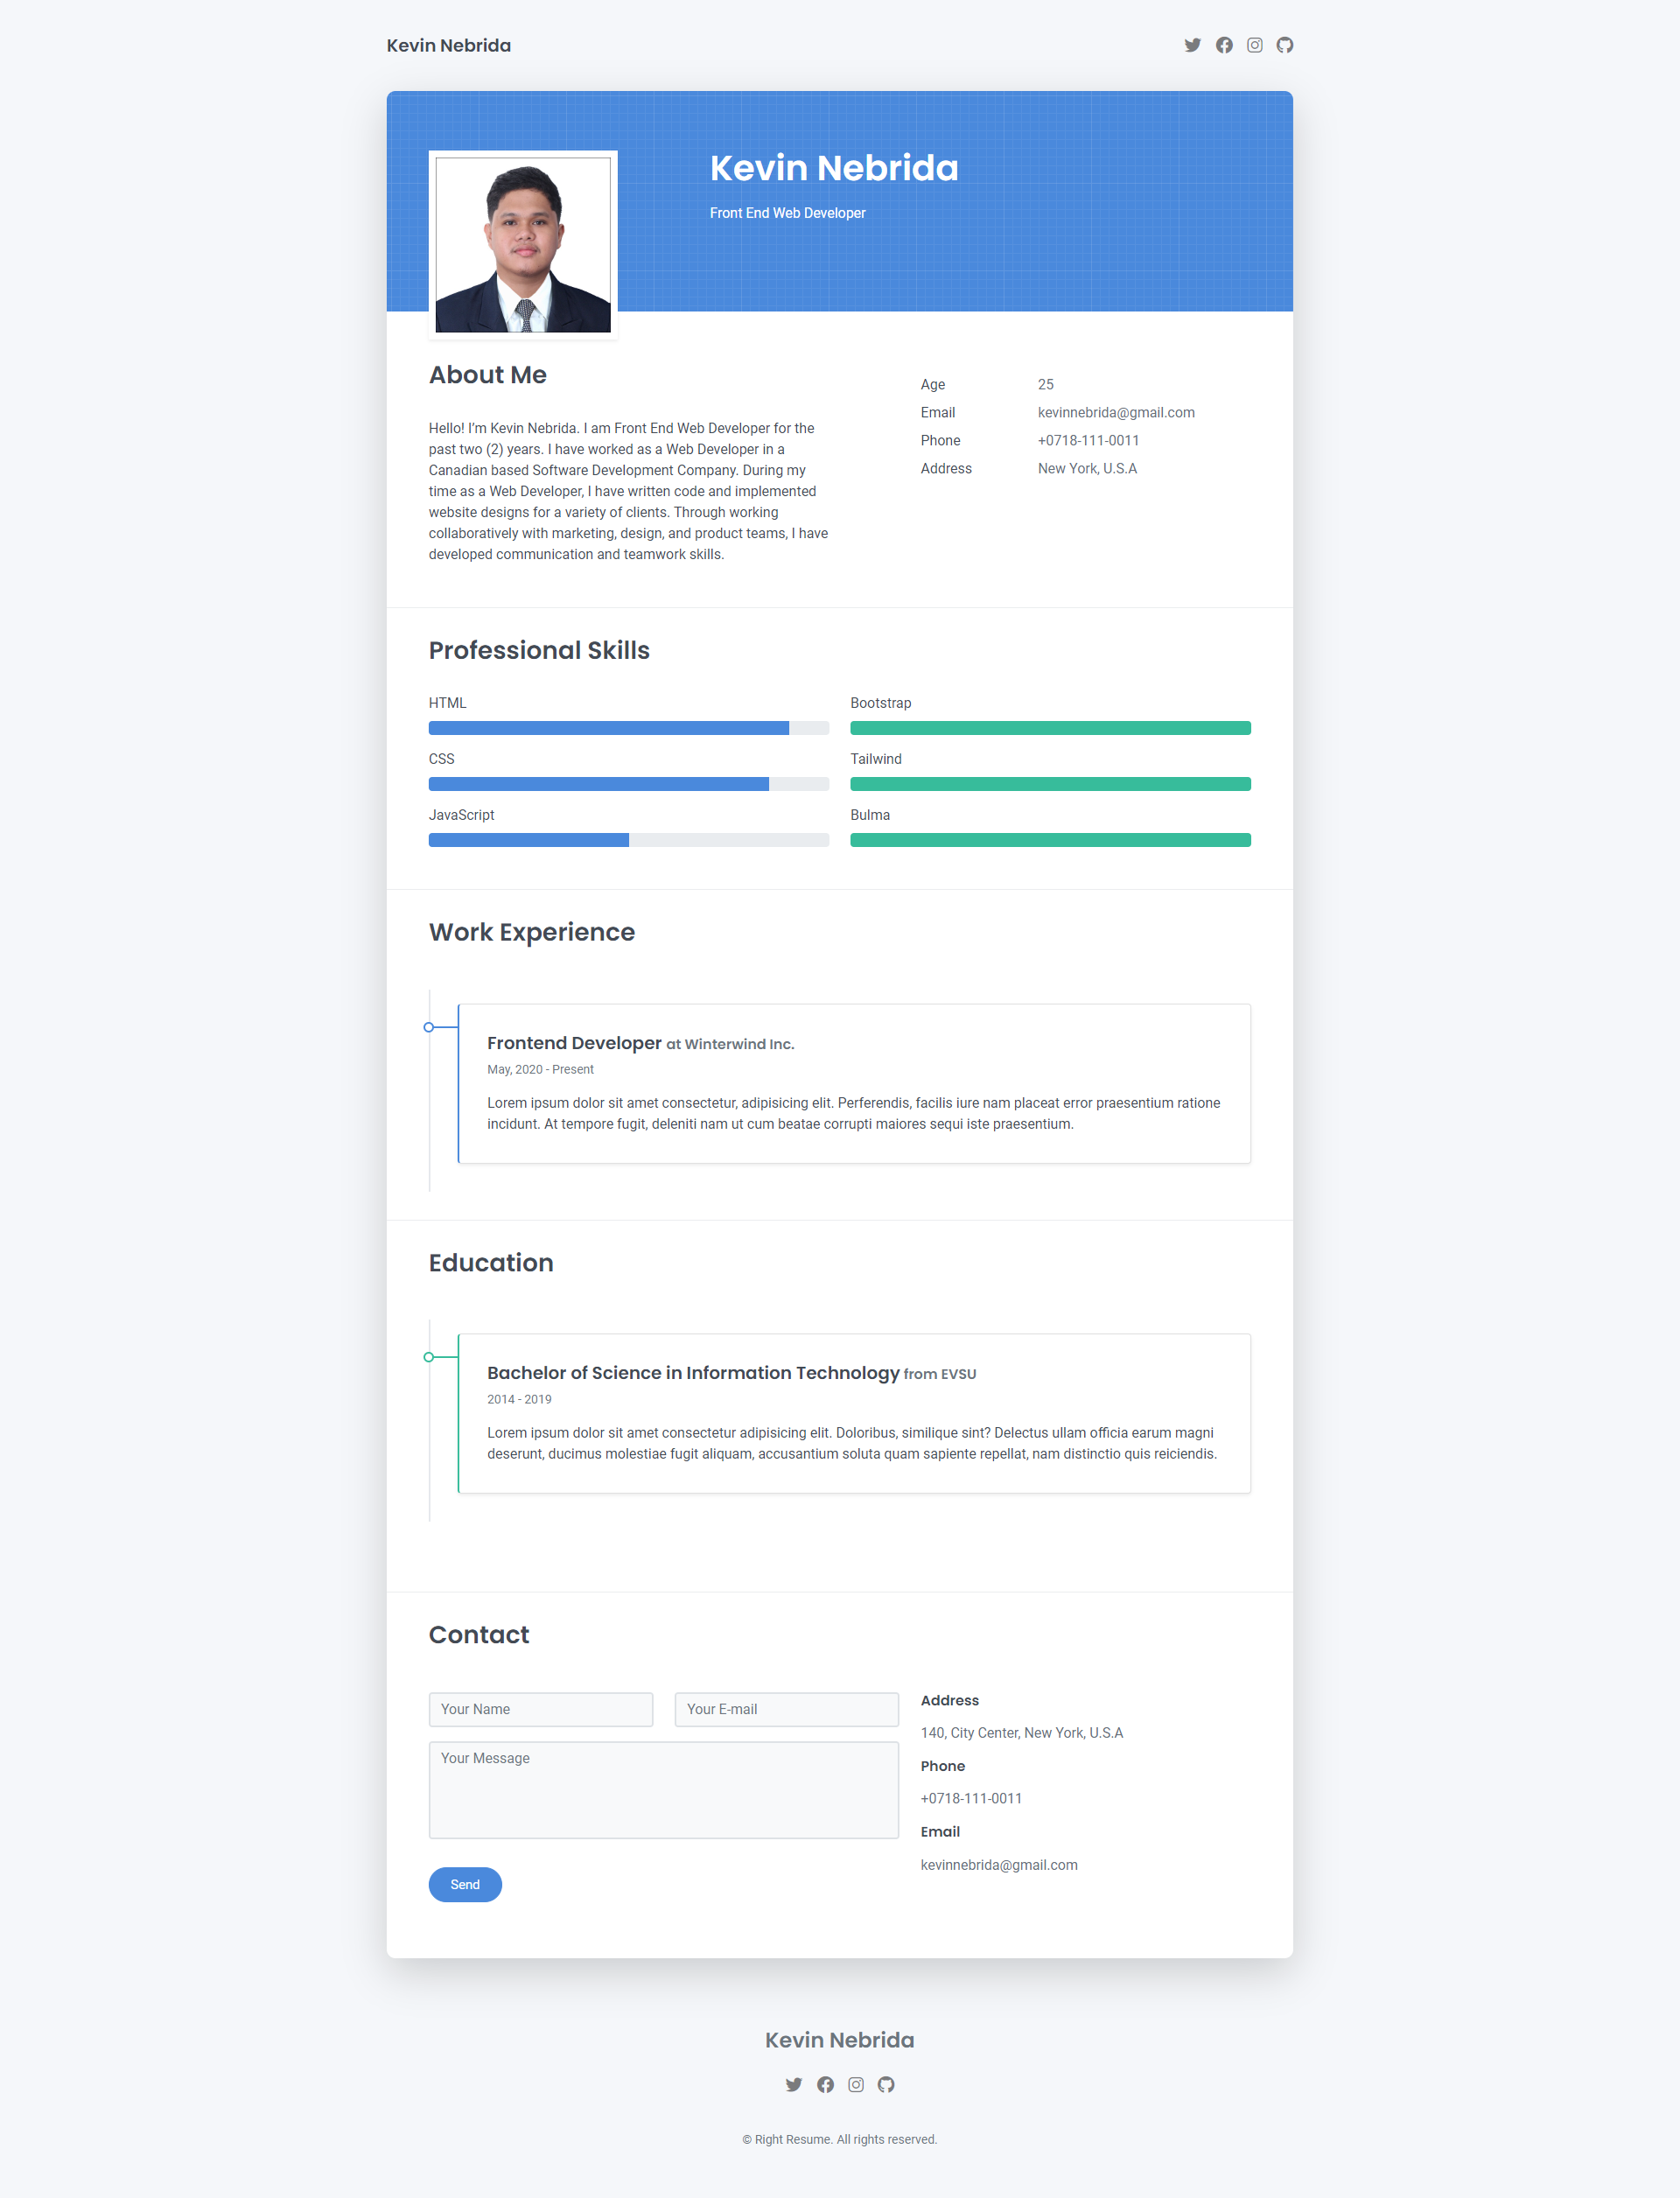 Kevin Nebrida
Kevin Nebrida
Front End Web Developer
About Me
Hello! I’m Kevin Nebrida. I am Front End Web Developer for the
past two (2) years. I have worked as a Web Developer in a
Canadian based Software Development Company. During my
time as a Web Developer, I have written code and implemented
website designs for a variety of clients. Through working
collaboratively with marketing, design, and product teams, I have
developed communication and teamwork skills.
Age 25
Email kevinnebrida@gmail.com
Phone +0718-111-0011
Address New York, U.S.A
Professional Skills
HTML
CSS
JavaScript
Bootstrap
Tailwind
Bulma
Work Experience
Frontend Developer at Winterwind Inc.
May, 2020 - Present
Lorem ipsum dolor sit amet consectetur, adipisicing elit. Perferendis, facilis iure nam placeat error praesentium ratione
incidunt. At tempore fugit, deleniti nam ut cum beatae corrupti maiores sequi iste praesentium.
Education
Bachelor of Science in Information Technology from EVSU
2014 - 2019
Lorem ipsum dolor sit amet consectetur adipisicing elit. Doloribus, similique sint? Delectus ullam officia earum magni
deserunt, ducimus molestiae fugit aliquam, accusantium soluta quam sapiente repellat, nam distinctio quis reiciendis.
Contact
Your Name
Your E-mail
Your Message
Send
Address
140, City Center, New York, U.S.A
Phone
+0718-111-0011
Email
kevinnebrida@gmail.com
Kevin Nebrida
© Right Resume. All rights reserved.